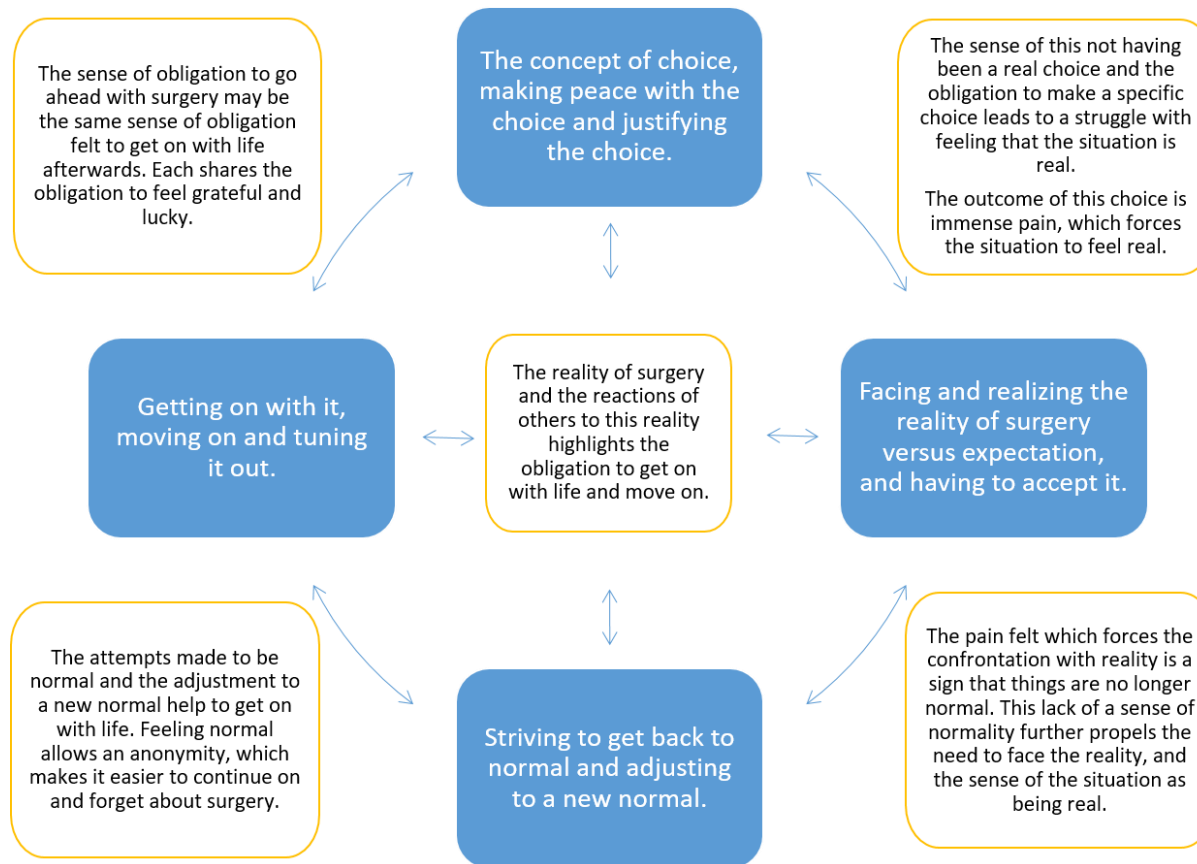 The sense of obligation to go
ahead with surgery may be
the same sense of obligation
felt to get on with life
afterwards. Each shares the
obligation to feel grateful and
lucky.
The concept of choice,
making peace with the
choice and justifying
the choice.
The sense of this not having
been a real choice and the
obligation to make a specific
choice leads to a struggle with
feeling that the situation is
real.
The outcome of this choice is
immense pain, which forces
the situation to feel real.
Getting on with it,
moving on and tuning
it out.
The reality of surgery
and the reactions of
others to this reality
highlights the
obligation to get on
with life and move on.
Facing and realizing the
reality of surgery
versus expectation,
and having to accept it.
The attempts made to be
normal and the adjustment to
a new normal help to get on
with life. Feeling normal
allows an anonymity, which
makes it easier to continue on
and forget about surgery.
Striving to get back to
normal and adjusting
to a new normal.
The pain felt which forces the
confrontation with reality is a
sign that things are no longer
normal. This lack of a sense of
normality further propels the
need to face the reality, and
the sense of the situation as
being real.